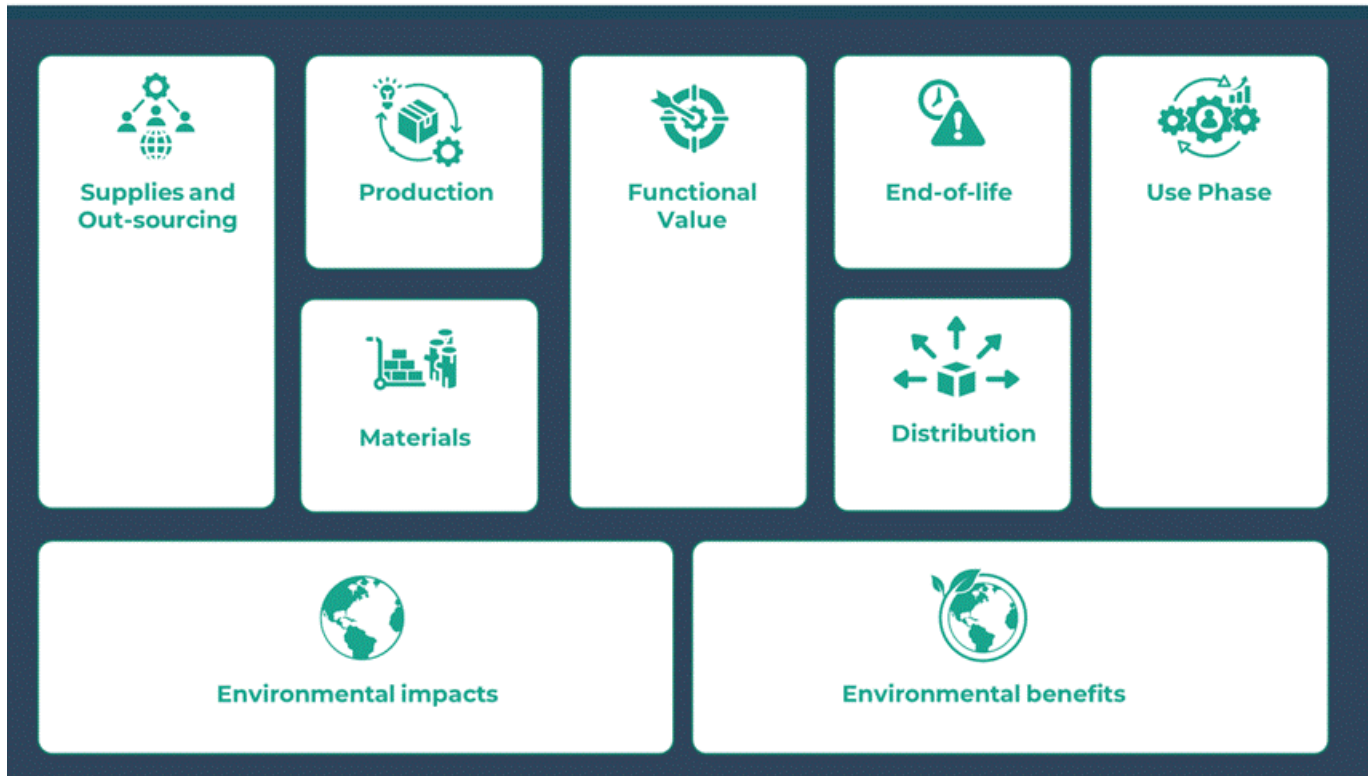 Supplies and
Out-sourcing
Production
Materials
Functional
Value
End-of-life
Distribution
Use Phase
Environmental impacts
Environmental benefits